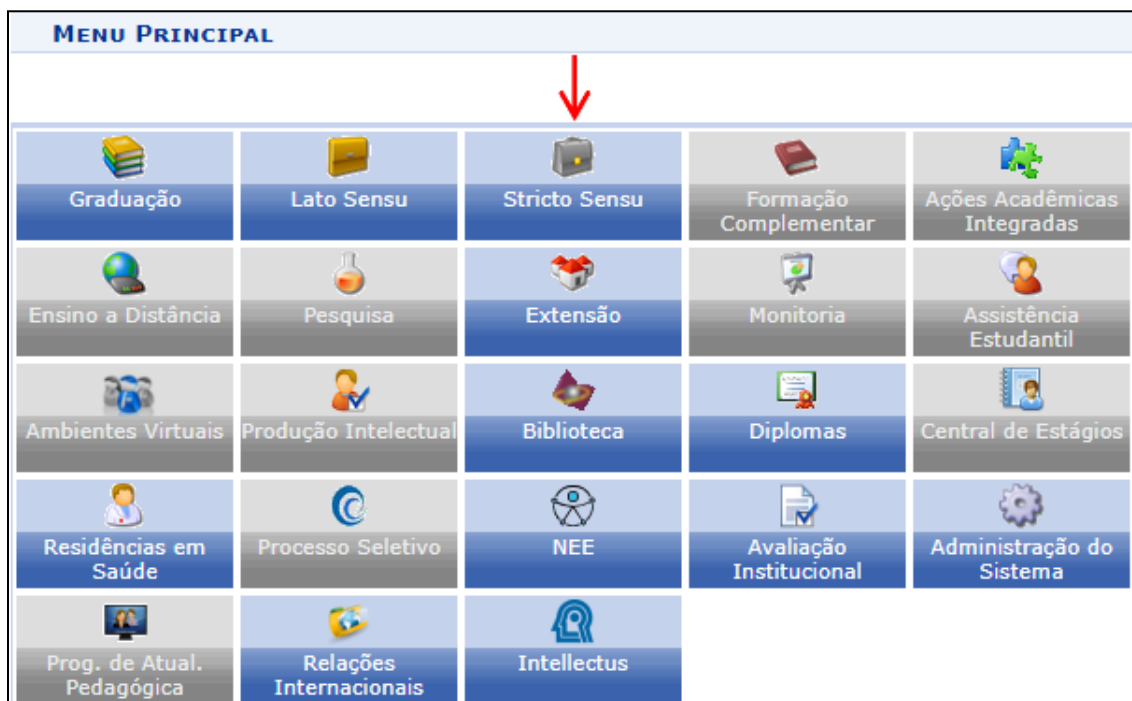 MENU PRINCIPAL
Graduação
Lato Sensu
Stricto Sensu
Formação
Complementar
Ações Acadêmicas
Integradas
Ensino a Distância
Pesquisa
Extensão
Monitoria
Assistência
Estudantil
Ambientes Virtuais
Produção Intelectual
Biblioteca
Diplomas
Central de Estágios
Residências em
Saúde
Processo Seletivo
NEE
Avaliação
Institucional
Administração do
Sistema
Prog. de Atual.
Pedagógica
Relações
Internacionais
Intellectus